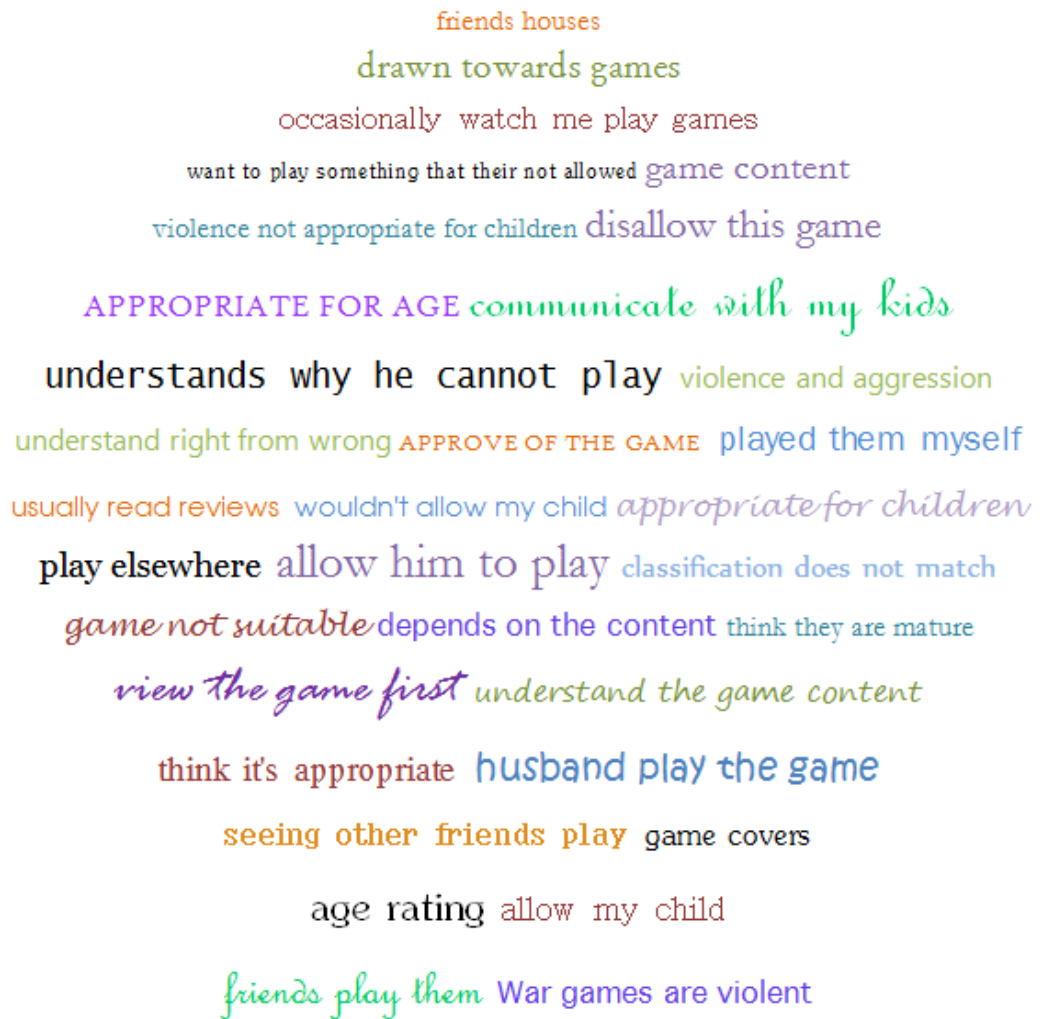 friends houses
drawn towards games
occasionally watch me play games
want to play something that their not allowed game content
violence not appropriate for children disallow this game
APPROPRIATE FOR AGE communicate with my kids
understands why he cannot play violence and aggression
understand right from wrong APPROVE OF THE GAME played them myself
usually read reviews wouldn't allow my child appropriate for children
play elsewhere allow him to play classification does not match
game not suitable depends on the content think they are mature
view the game first understand the game content
think it's appropriate husband play the game
seeing other friends play game covers
age rating allow my child
friends play them War games are violent